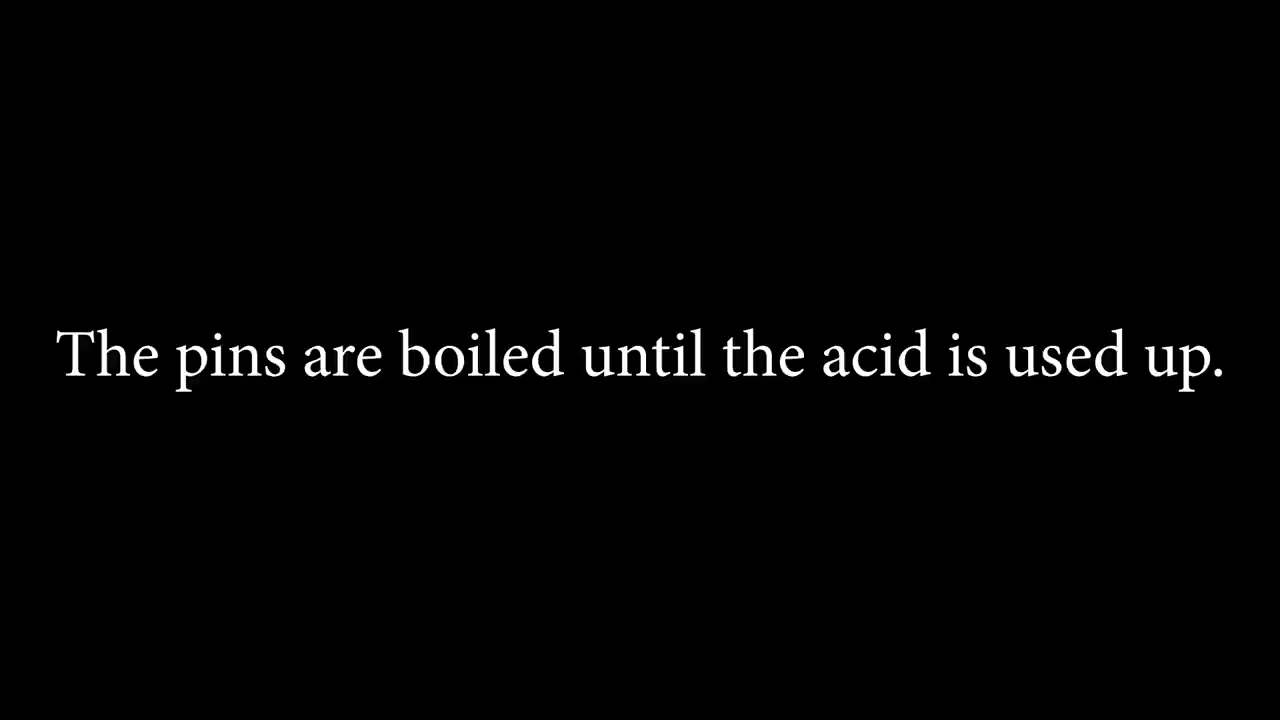 The pins are boiled until the acid is used up.